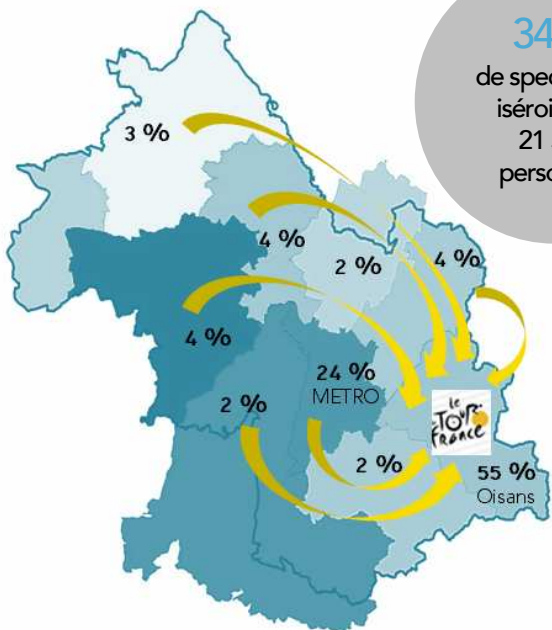 34
de spec
iséroi
21
perso
3 %
4 %
2 %
4 %
4 %
24 %
METRO
2 %
le
TOUR
DE
FRANCE
2 %
55 %
Oisans